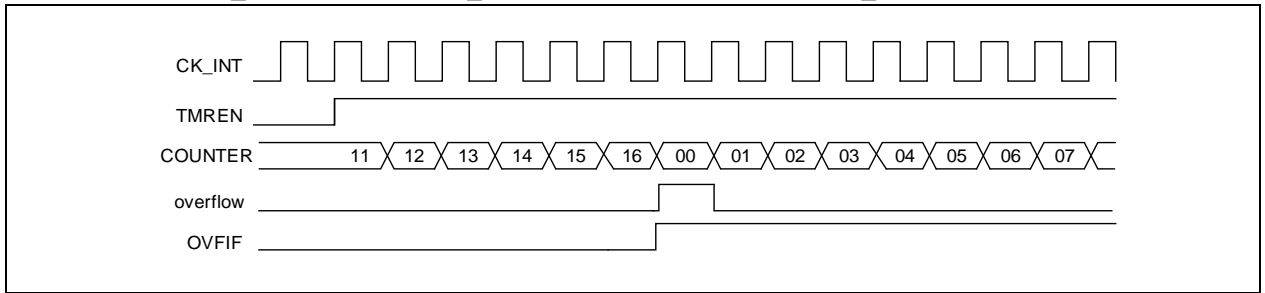 CK_INT
TMREN
COUNTER 11 12 13 14 15 16 00 01 02 03 04 05 06 07
overflow
OVFIF